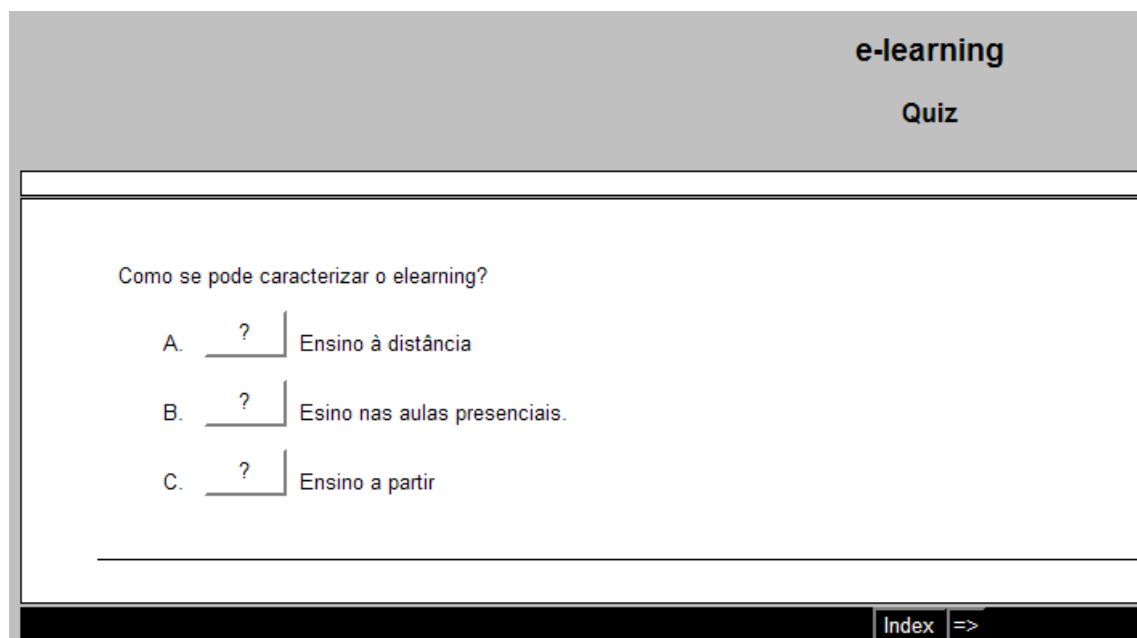 e-learning
Quiz
Como se pode caracterizar o elearning?
A. ? Ensino à distância
B. ? Esino nas aulas presenciais.
C. ? Ensino a partir
Index =>